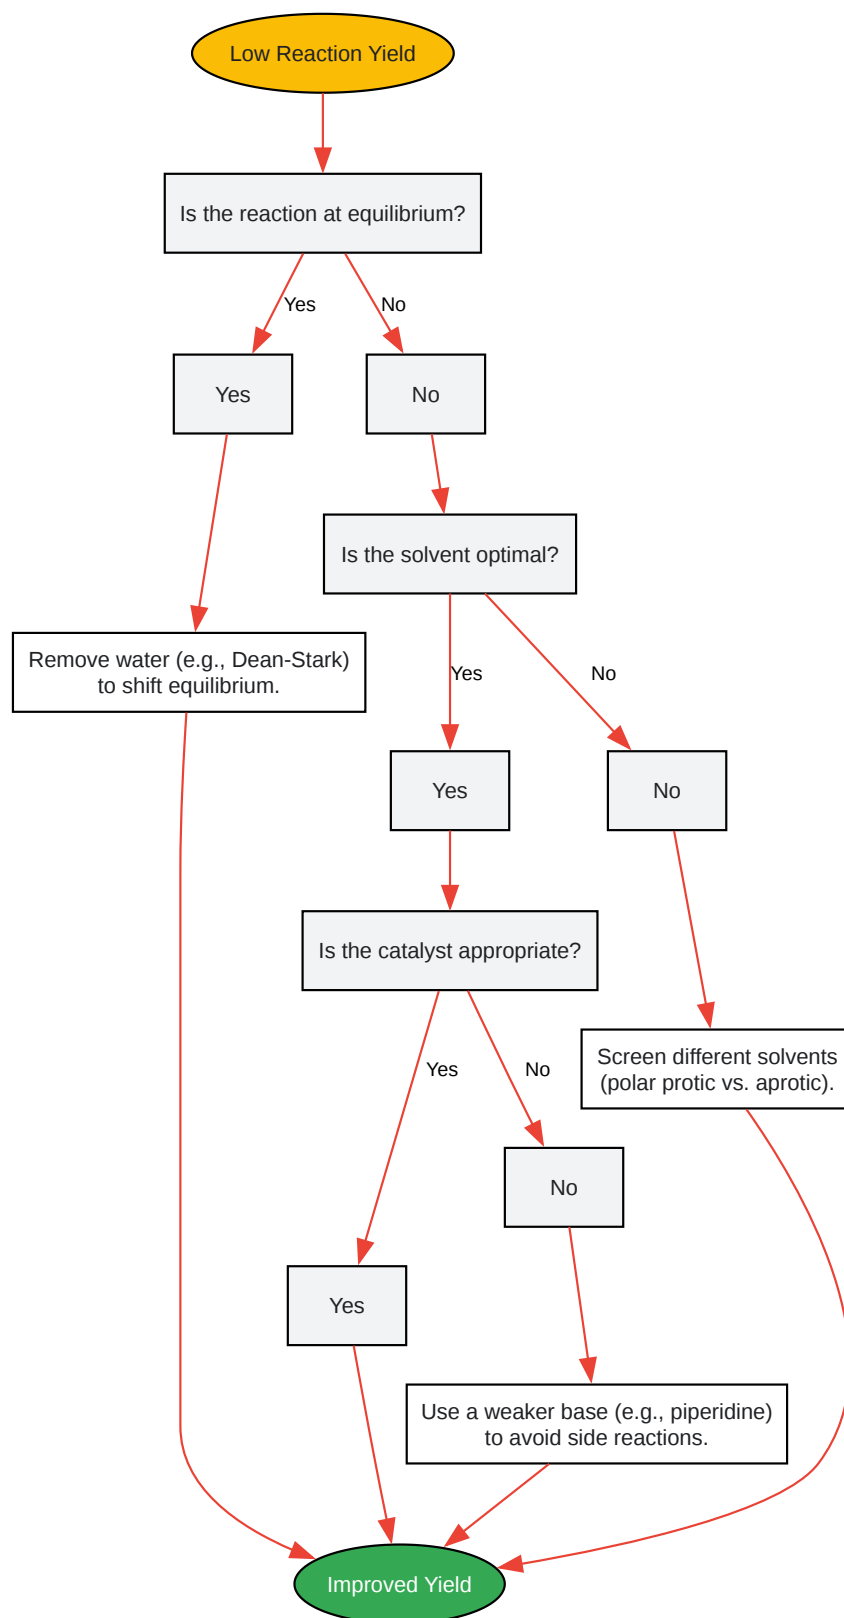 Low Reaction Yield
Is the reaction at equilibrium?
Yes
No
Yes
No
Is the solvent optimal?
Remove water (e.g., Dean-Stark)
to shift equilibrium.
Yes
No
Yes
No
Is the catalyst appropriate?
Screen different solvents
(polar protic vs. aprotic).
Yes
No
No
Yes
Use a weaker base (e.g., piperidine)
to avoid side reactions.
Improved Yield